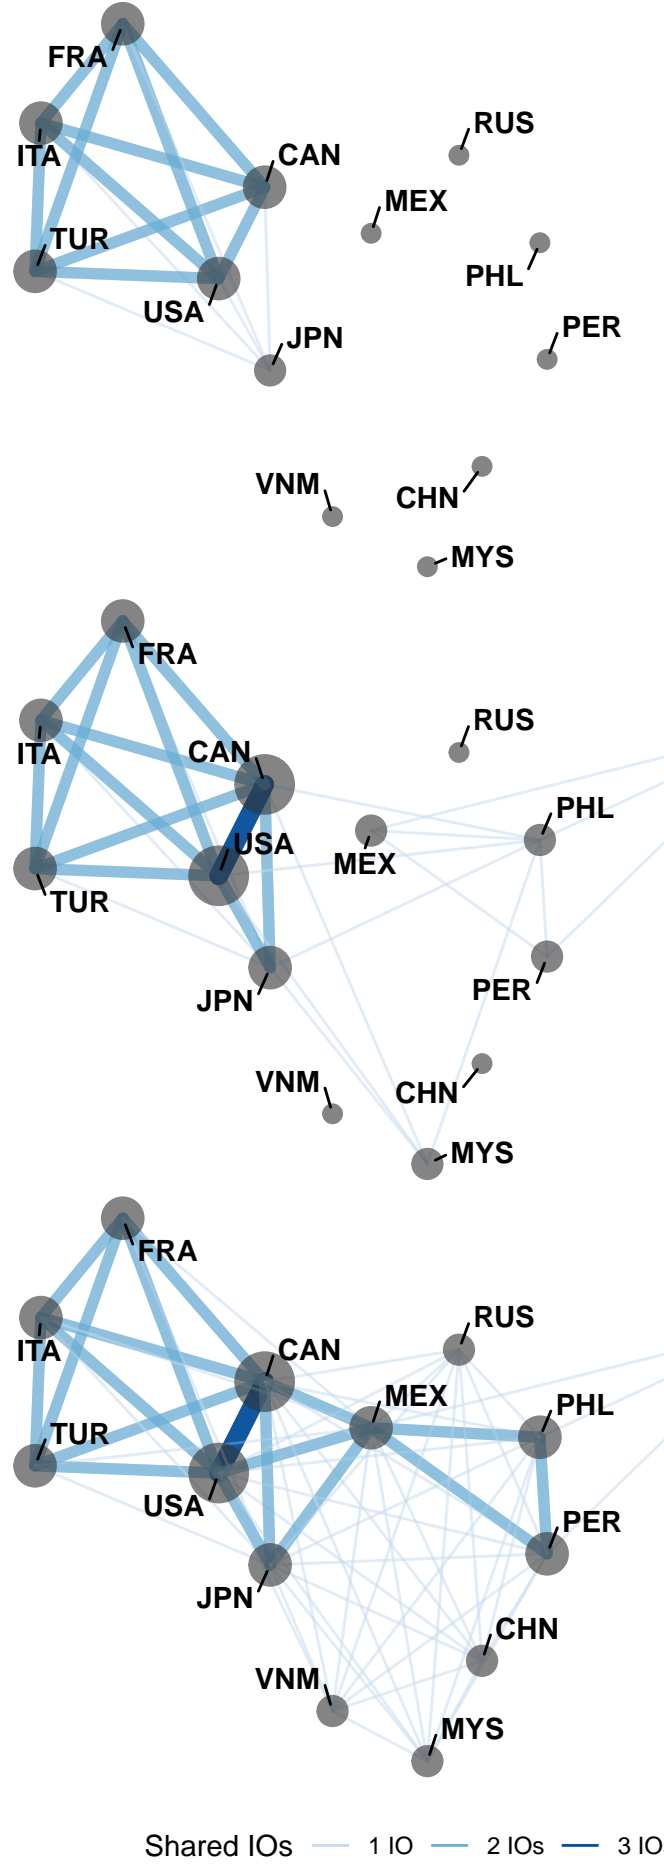 FRA
RUS
ITA
CAN
MEX
TUR
PHL
USA
PER
JPN
VNM
CHN
MYS
FRA
RUS
ITA
CAN
PHL
USA
MEX
TUR
PER
JPN
VNM
CHN
MYS
FRA
RUS
ITA
CAN
MEX
PHL
TUR
USA
PER
JPN
CHN
VNM
MYS
Shared IOs 1 IO 2 IOs 3 IO